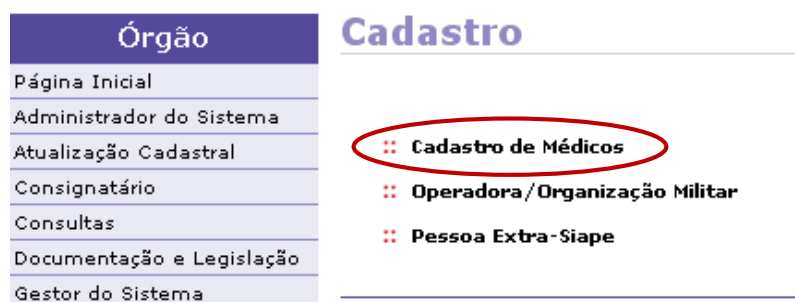 Órgão
Página Inicial
Administrador do Sistema
Atualização Cadastral
Consignatário
Consultas
Documentação e Legislação
Gestor do Sistema
Cadastro
:: Cadastro de Médicos
:: Operadora/Organização Militar
:: Pessoa Extra-Siape